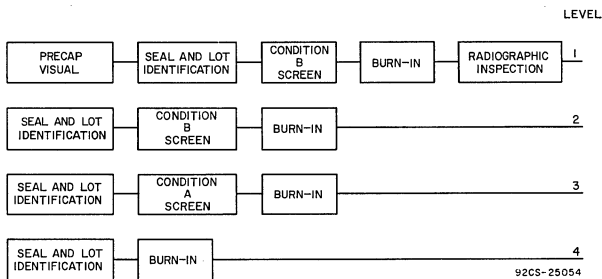 LEVEL
PRECAP
VISUAL
SEAL AND LOT
IDENTIFICATION
CONDITION
B
SCREEN
BURN-IN
RADIOGRAPHIC
INSPECTION
1
SEAL AND LOT
IDENTIFICATION
CONDITION
B
SCREEN
BURN-IN
2
SEAL AND LOT
IDENTIFICATION
CONDITION
A
SCREEN
BURN-IN
3
SEAL AND LOT
IDENTIFICATION
BURN-IN
4
92CS-25054